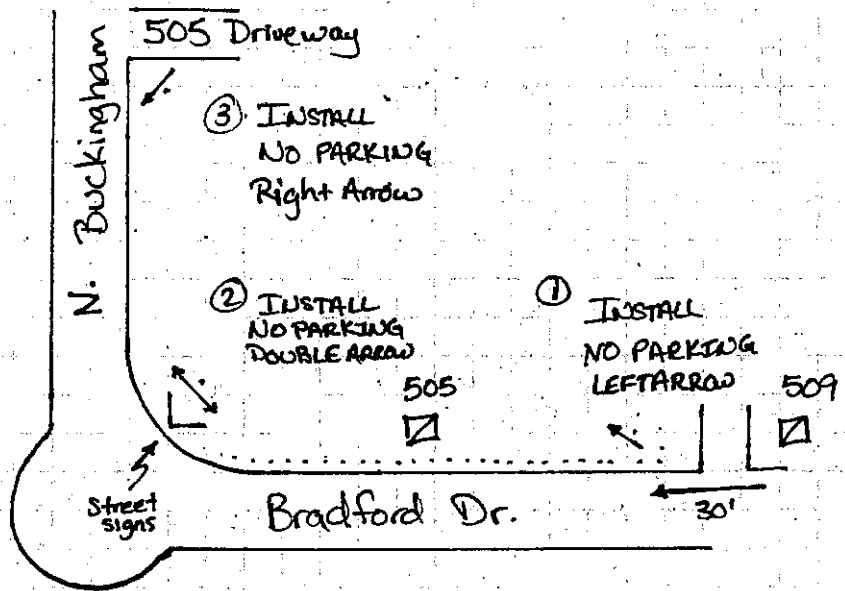 505 Driveway
N. Buckingham
③ INSTALL
NO PARKING
Right Arrow
② INSTALL
NO PARKING
DOUBLE ARROW
① INSTALL
NO PARKING
LEFT ARROW
505
509
Street
signs
Bradford Dr.
30'